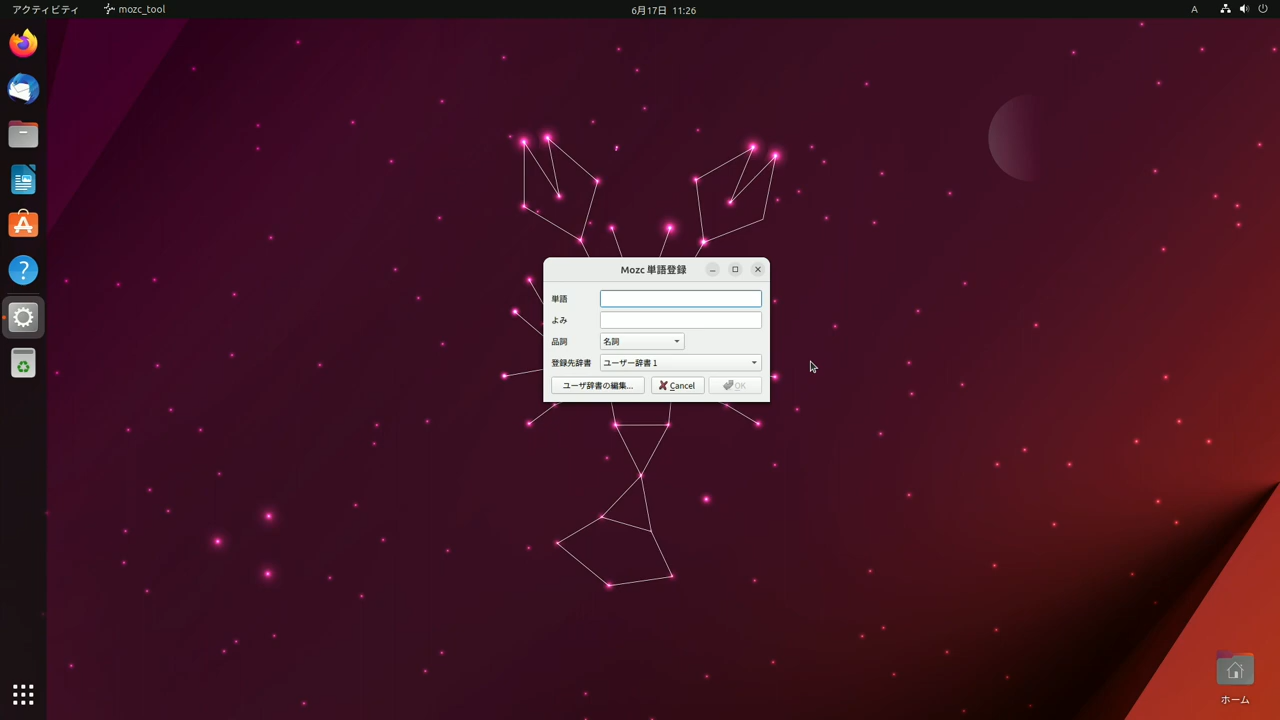 アクティビティ
mozc_tool
6月17日 11:26
A
Mozc 単語登録
単語
よみ
品詞
名詞
登録先辞書
ユーザー辞書 1
ユーザ辞書の編集...
Cancel
OK
ホーム